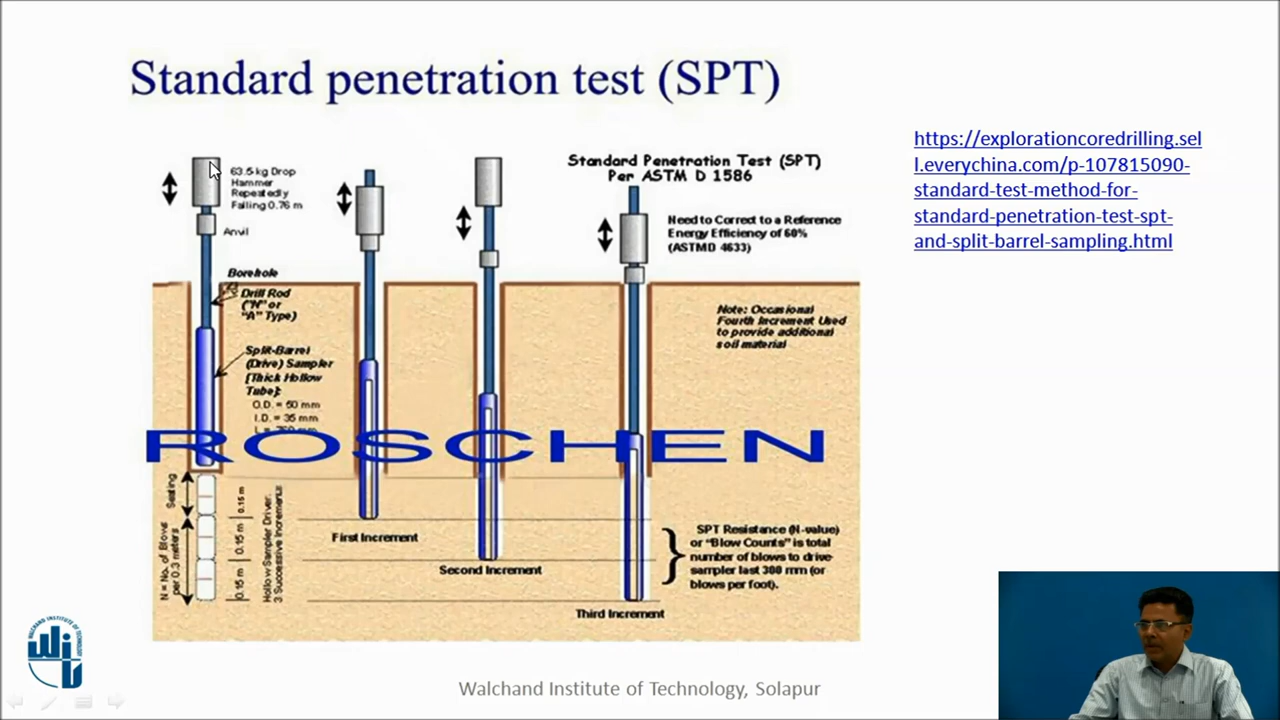 Standard penetration test (SPT)
https://explorationcoredrilling.sel
l.everychina.com/p-107815090-
standard-test-method-for-
standard-penetration-test-spt-
and-split-barrel-sampling.html
63.5 kg Drop
Hammer
Repeatedly
Falling 0.76 m
Anvil
Standard Penetration Test (SPT)
Per ASTM D 1586
Need to Correct to a Reference
Energy Efficiency of 60%
(ASTMD 4633)
Borehole
Drill Rod
("N" or
"A" Type)
Split-Barrel
(Drive) Sampler
[Thick Hollow
Tube]:
O.D. = 50 mm
I.D. = 35 mm
Note: Occasional
Fourth Increment Used
to provide additional
soil material
ROSCHEN
Seating
0.15 m
N = No. of Blows
per 0.3 meters
0.15 m
0.15 m
Hollow Sampler Driven
3 Successive Increments
First Increment
Second Increment
Third Increment
SPT Resistance (N-value)
or "Blow Counts" is total
number of blows to drive
sampler last 300 mm (or
blows per foot).
WALCHAND INSTITUTE OF TECHNOLOGY
Walchand Institute of Technology, Solapur